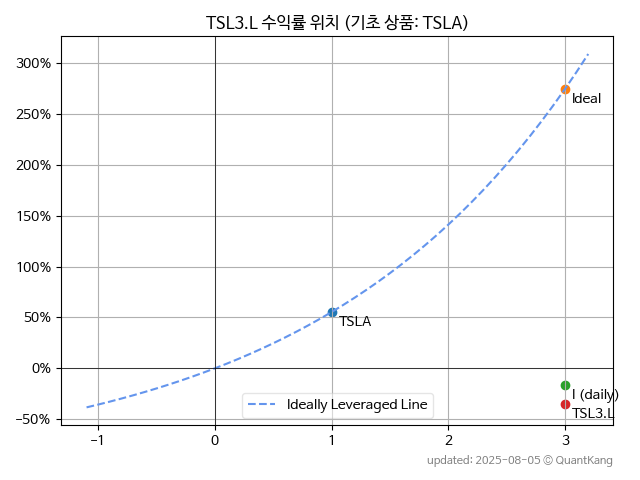 TSL3.L 수익률 위치 (기초 상품: TSLA)
300%
250%
200%
150%
100%
50%
0%
−50%
Ideal
TSLA
I (daily)
TSL3.L
Ideally Leveraged Line
−1
0
1
2
3
updated: 2025-08-05 © QuantKang